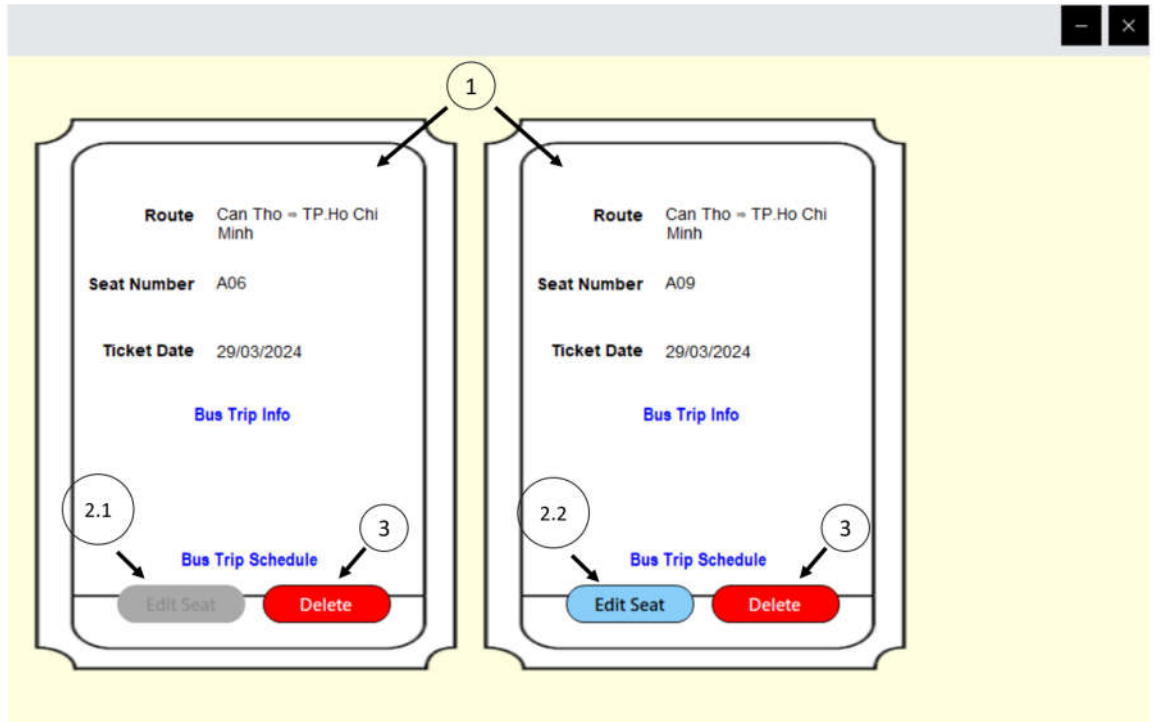 1
Route Can Tho ⇒ TP.Ho Chi
Minh
Seat Number A06
Ticket Date 29/03/2024
Bus Trip Info
2.1
3
Bus Trip Schedule
Edit Seat Delete
Route Can Tho ⇒ TP.Ho Chi
Minh
Seat Number A09
Ticket Date 29/03/2024
Bus Trip Info
2.2
3
Bus Trip Schedule
Edit Seat Delete